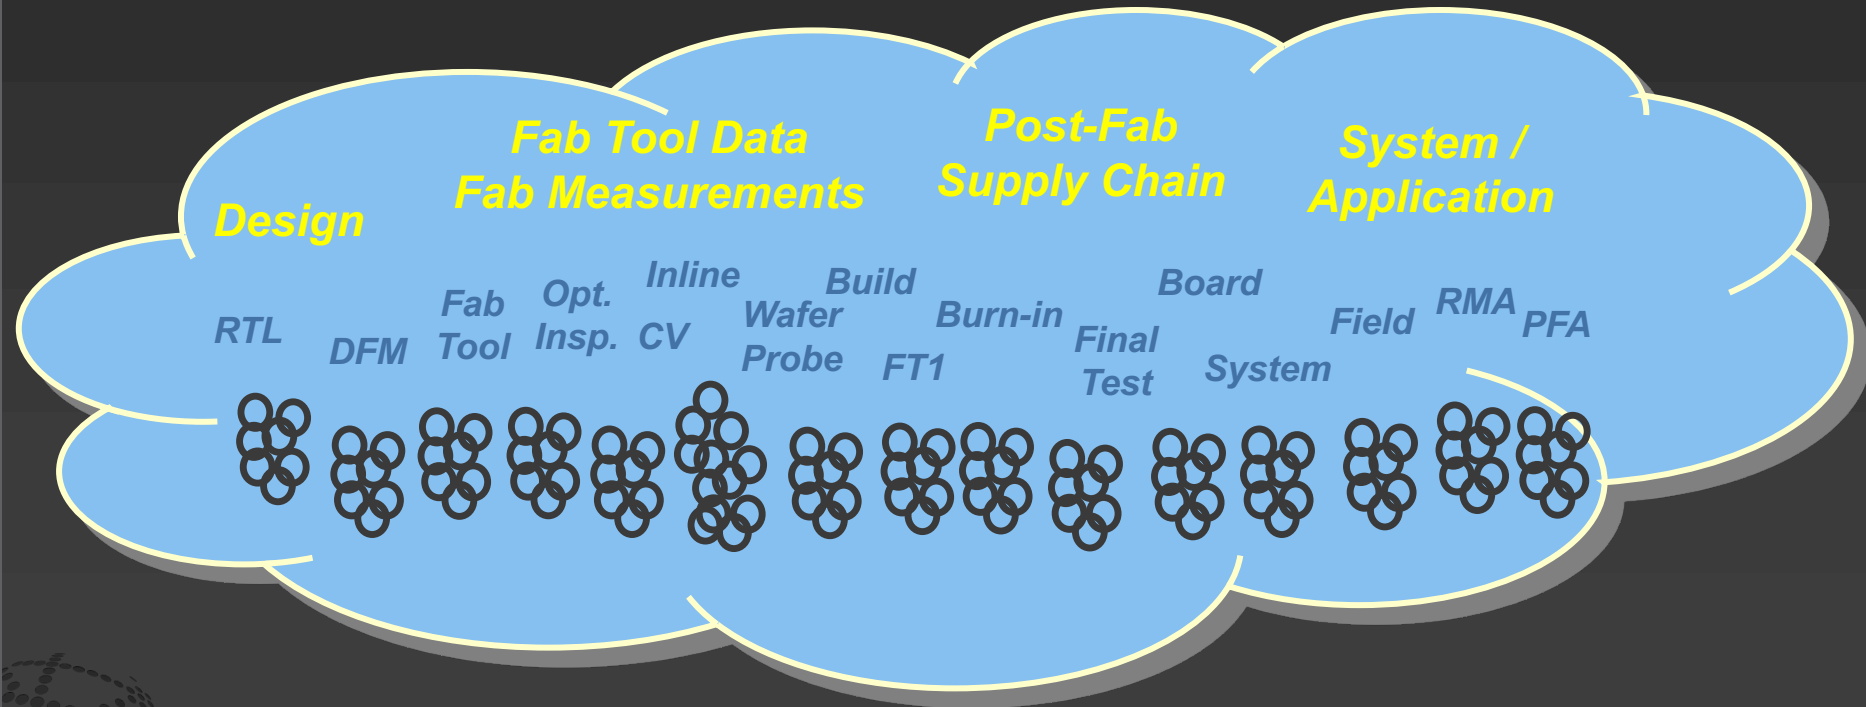 Design
Fab Tool Data
Fab Measurements
Post-Fab
Supply Chain
System /
Application
RTL
DFM
Fab
Tool
Opt.
Insp.
Inline
CV
Wafer
Probe
Build
FT1
Burn-in
Final
Test
Board
System
Field
RMA
PFA